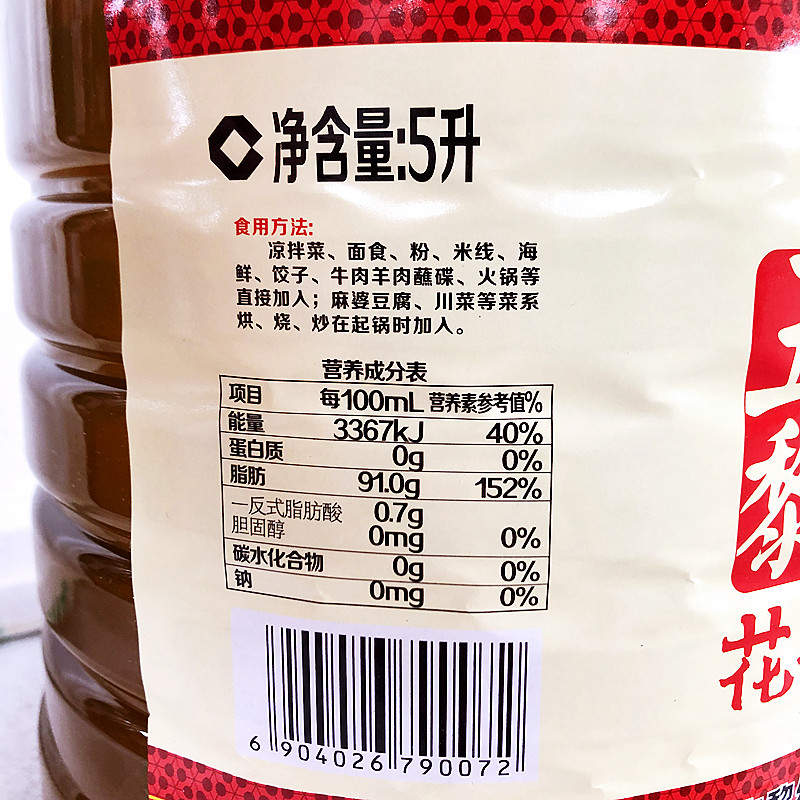 净含量:5升
食用方法:
凉拌菜、面食、粉、米线、海
鲜、饺子、牛肉羊肉蘸碟、火锅等
直接加入；麻婆豆腐、川菜等菜系
烘、烧、炒在起锅时加入。
营养成分表
项目 每100mL 营养素参考值%
能量 3367kJ 40%
蛋白质 0g 0%
脂肪 91.0g 152%
—反式脂肪酸 0.7g
胆固醇 0mg 0%
碳水化合物 0g 0%
钠 0mg 0%
6 904026 790072
黎
花